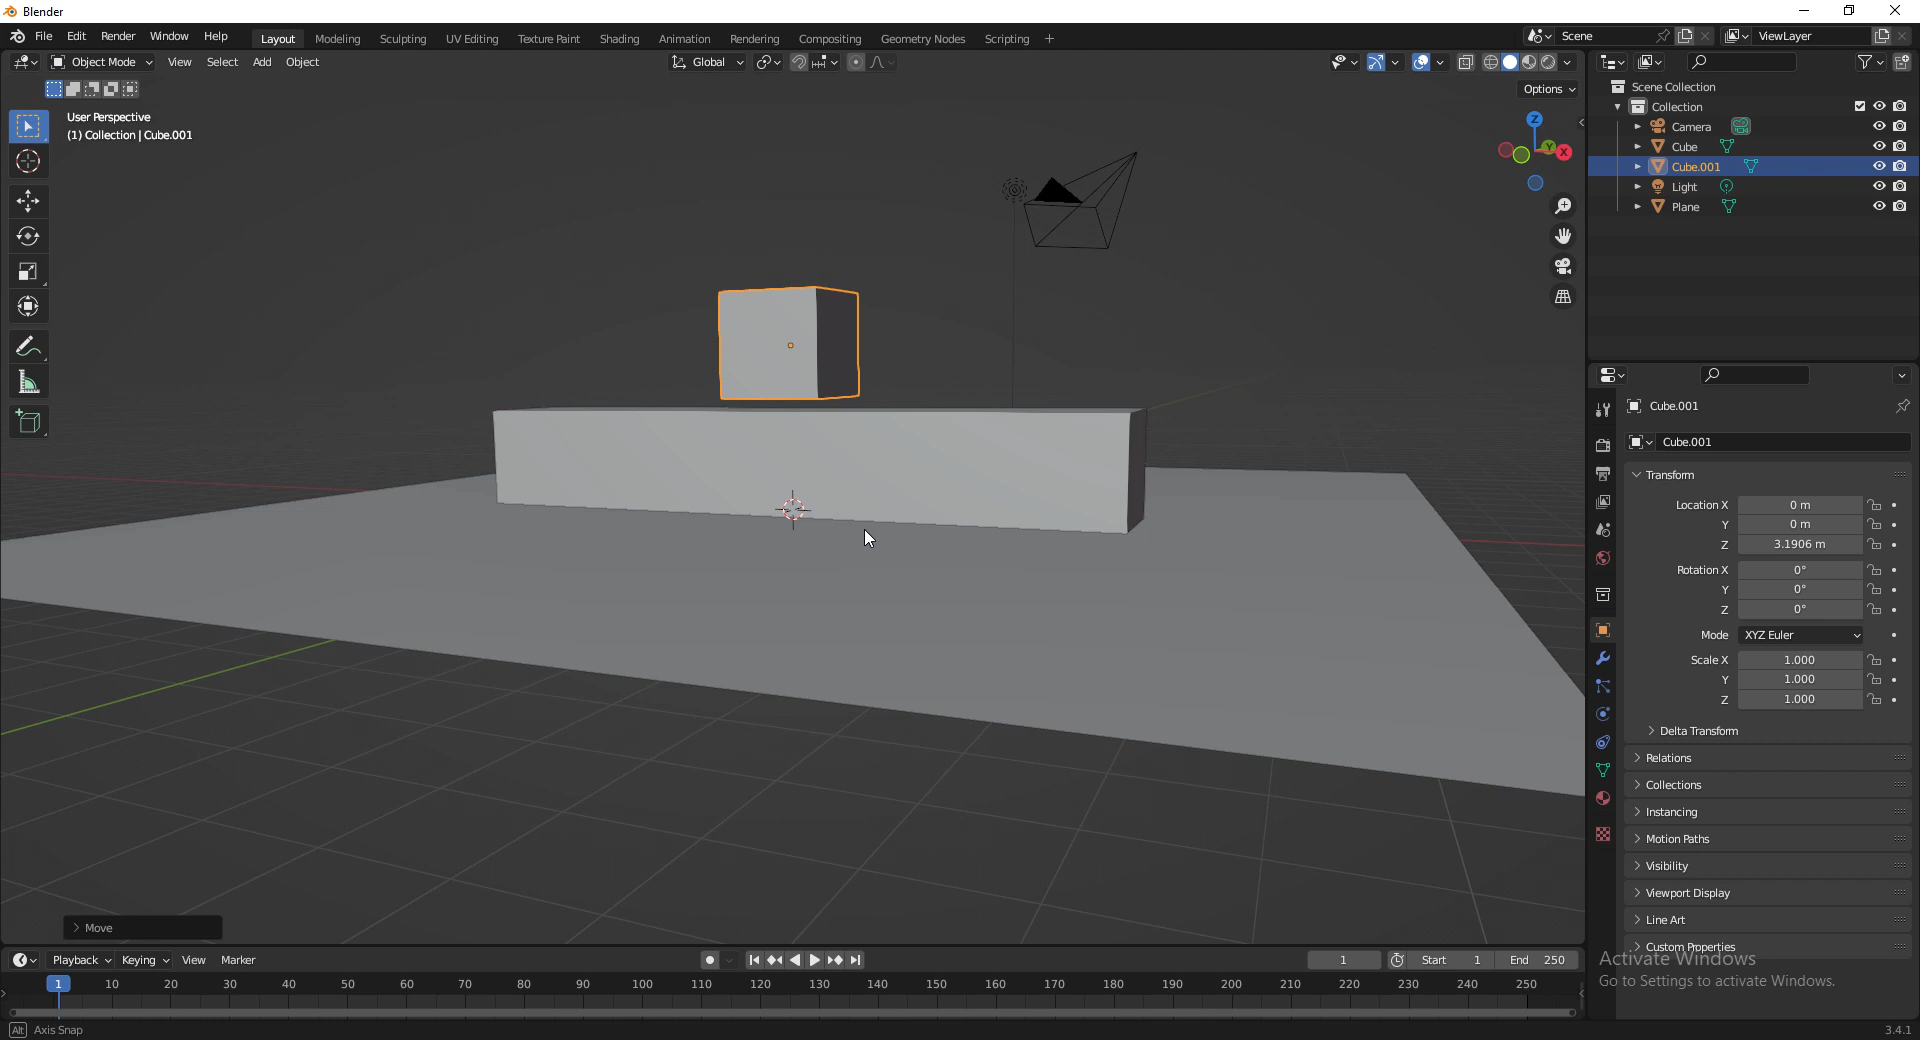 Blender
File Edit Render Window Help Layout Modeling Sculpting UV Editing Texture Paint Shading Animation Rendering Compositing Geometry Nodes Scripting + Scene ViewLayer
Object Mode View Select Add Object Global
Options
User Perspective
(1) Collection | Cube.001
Z
Y
X
Scene Collection
Collection
Camera
Cube
Cube.001
Light
Plane
Cube.001
Cube.001
Transform
Location X 0 m
Y 0 m
Z 3.1906 m
Rotation X 0°
Y 0°
Z 0°
Mode XYZ Euler
Scale X 1.000
Y 1.000
Z 1.000
Delta Transform
Relations
Collections
Instancing
Motion Paths
Visibility
Viewport Display
Line Art
Custom Properties
Activate Windows
Go to Settings to activate Windows.
Move
Playback Keying View Marker 1 Start 1 End 250
1 10 20 30 40 50 60 70 80 90 100 110 120 130 140 150 160 170 180 190 200 210 220 230 240 250
Alt Axis Snap 3.4.1